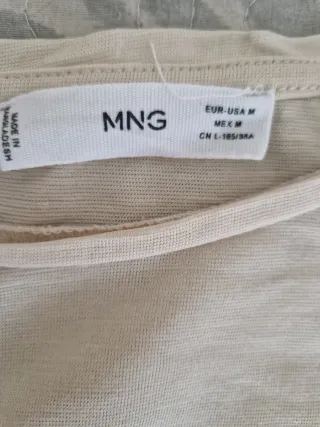 MADE IN
BANGLADESH
MNG
EUR-USA M
MEX M
CN L-165/88A